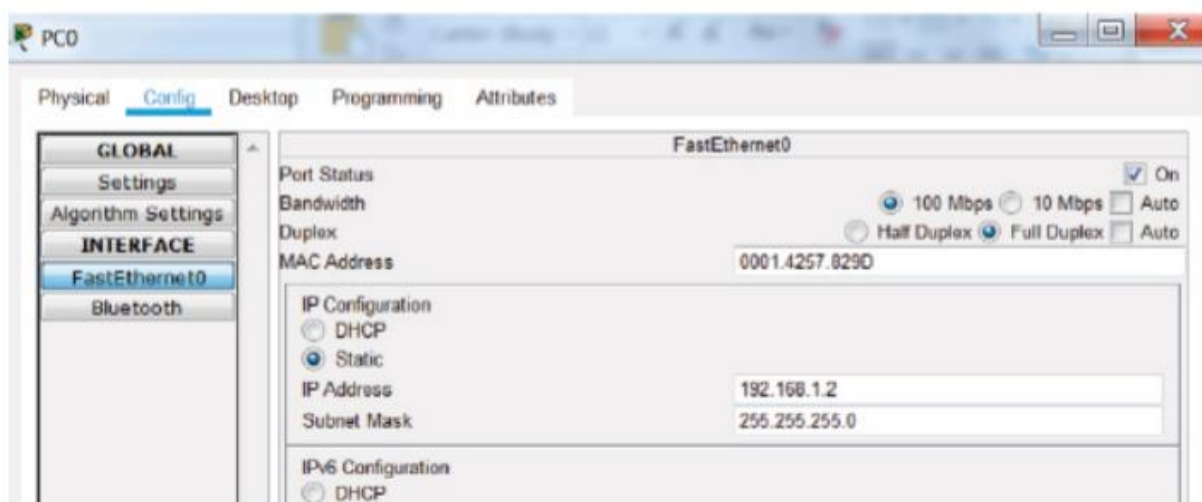 PC0
Physical Config Desktop Programming Attributes
GLOBAL
Settings
Algorithm Settings
INTERFACE
FastEthernet0
Bluetooth
FastEthernet0
Port Status On
Bandwidth 100 Mbps 10 Mbps Auto
Duplex Half Duplex Full Duplex Auto
MAC Address 0001.4257.829D
IP Configuration
DHCP
Static
IP Address 192.168.1.2
Subnet Mask 255.255.255.0
IPv6 Configuration
DHCP